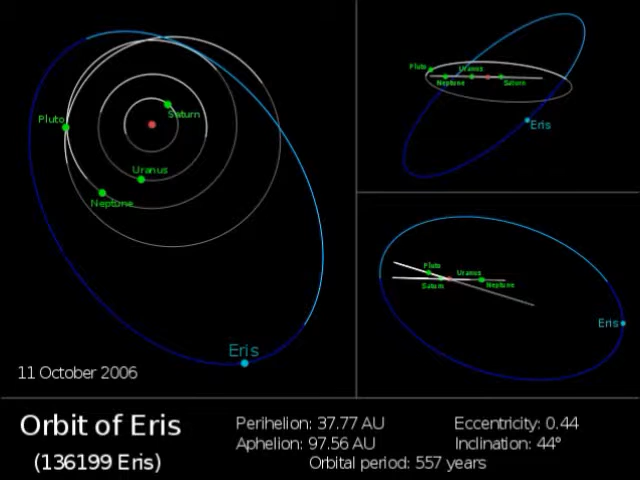 Saturn
Pluto
Uranus
Neptune
Eris
11 October 2006
Pluto
Uranus
Neptune
Saturn
Eris
Pluto
Uranus
Saturn
Neptune
Eris
Orbit of Eris
(136199 Eris)
Perihelion: 37.77 AU
Eccentricity: 0.44
Aphelion: 97.56 AU
Inclination: 44°
Orbital period: 557 years